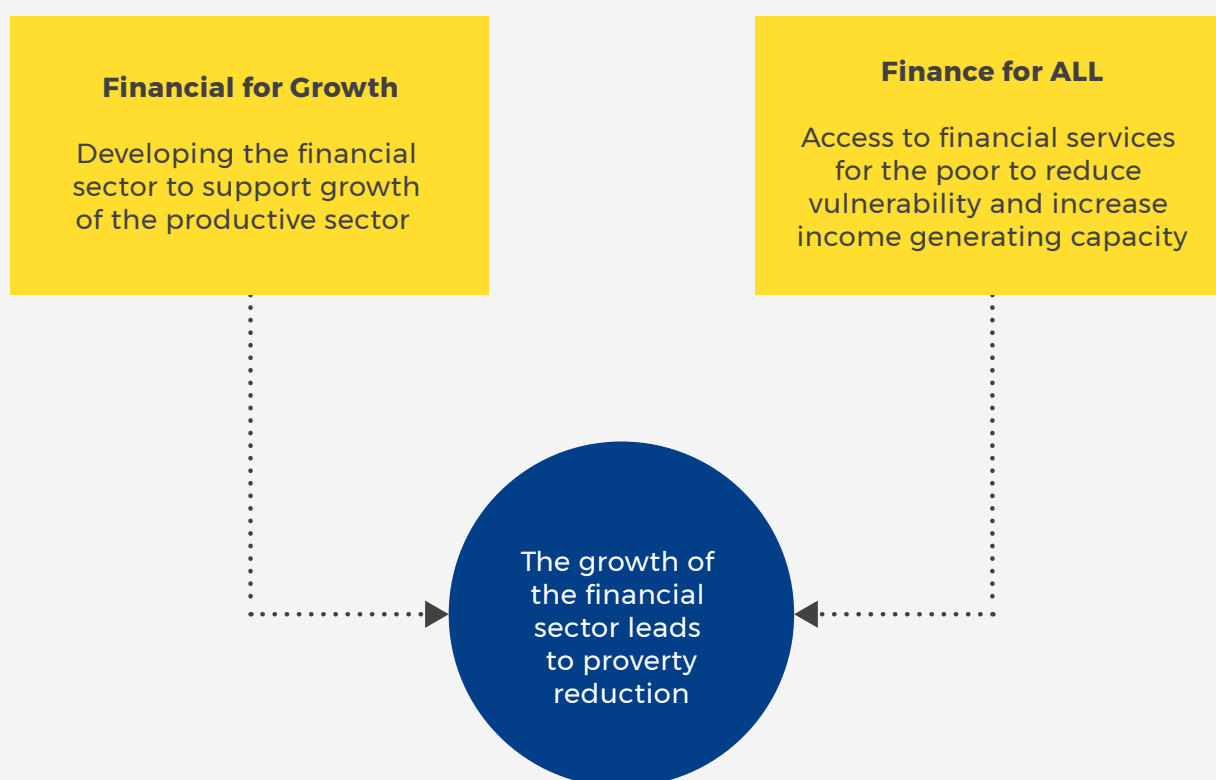 Financial for Growth
Developing the financial
sector to support growth
of the productive sector
Finance for ALL
Access to financial services
for the poor to reduce
vulnerability and increase
income generating capacity
The growth of
the financial
sector leads
to proverty
reduction